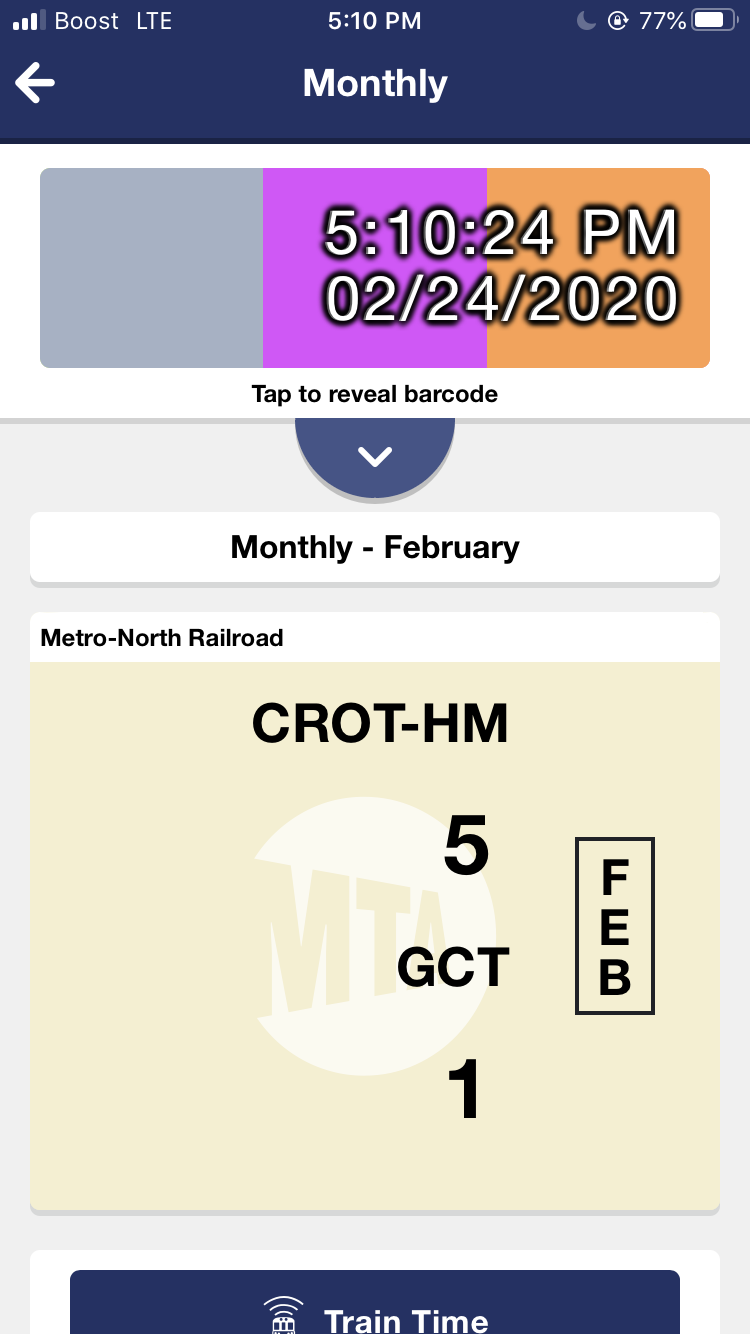 Boost LTE 5:10 PM 77%
Monthly
5:10:24 PM
02/24/2020
Tap to reveal barcode
Monthly - February
Metro-North Railroad
CROT-HM
5
GCT
1
F
E
B
MTA
Train Time